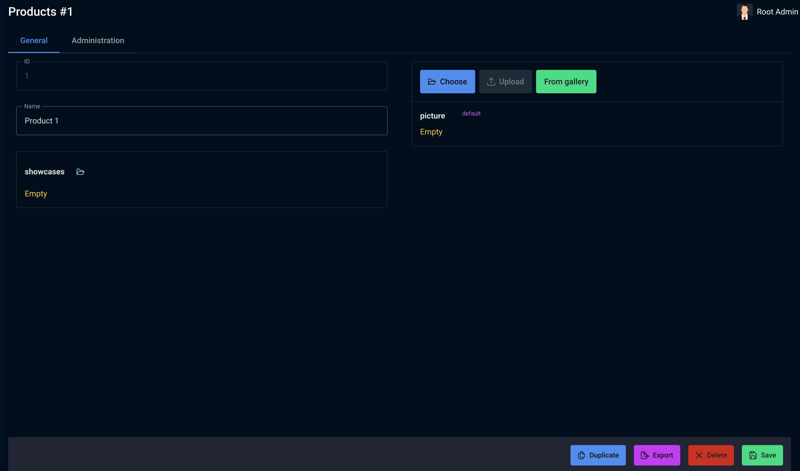 Products #1
Root Admin
General
Administration
ID
1
Name
Product 1
showcases
Empty
Choose
Upload
From gallery
picture
default
Empty
Duplicate
Export
Delete
Save